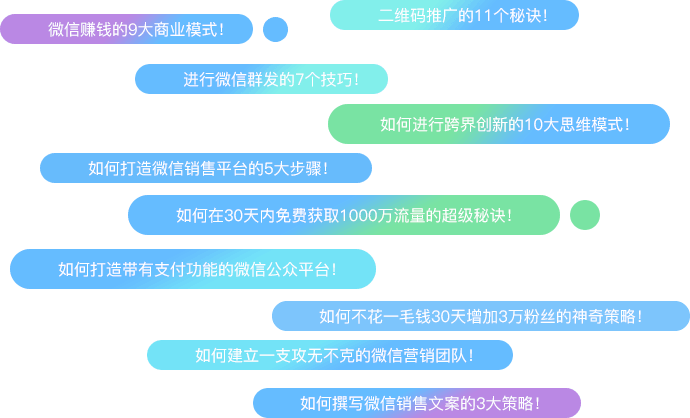 二维码推广的11个秘诀！
微信赚钱的9大商业模式！
进行微信群发的7个技巧！
如何进行跨界创新的10大思维模式！
如何打造微信销售平台的5大步骤！
如何在30天内免费获取1000万流量的超级秘诀！
如何打造带有支付功能的微信公众平台！
如何不花一毛钱30天增加3万粉丝的神奇策略！
如何建立一支攻无不克的微信营销团队！
如何撰写微信销售文案的3大策略！